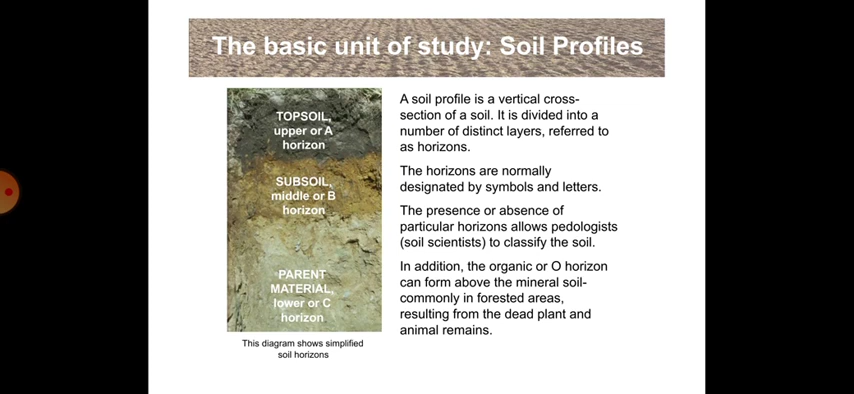 The basic unit of study: Soil Profiles
TOPSOIL,
upper or A
horizon
SUBSOIL,
middle or B
horizon
PARENT
MATERIAL,
lower or C
horizon
This diagram shows simplified
soil horizons
A soil profile is a vertical cross-
section of a soil. It is divided into a
number of distinct layers, referred to
as horizons.
The horizons are normally
designated by symbols and letters.
The presence or absence of
particular horizons allows pedologists
(soil scientists) to classify the soil.
In addition, the organic or O horizon
can form above the mineral soil-
commonly in forested areas,
resulting from the dead plant and
animal remains.